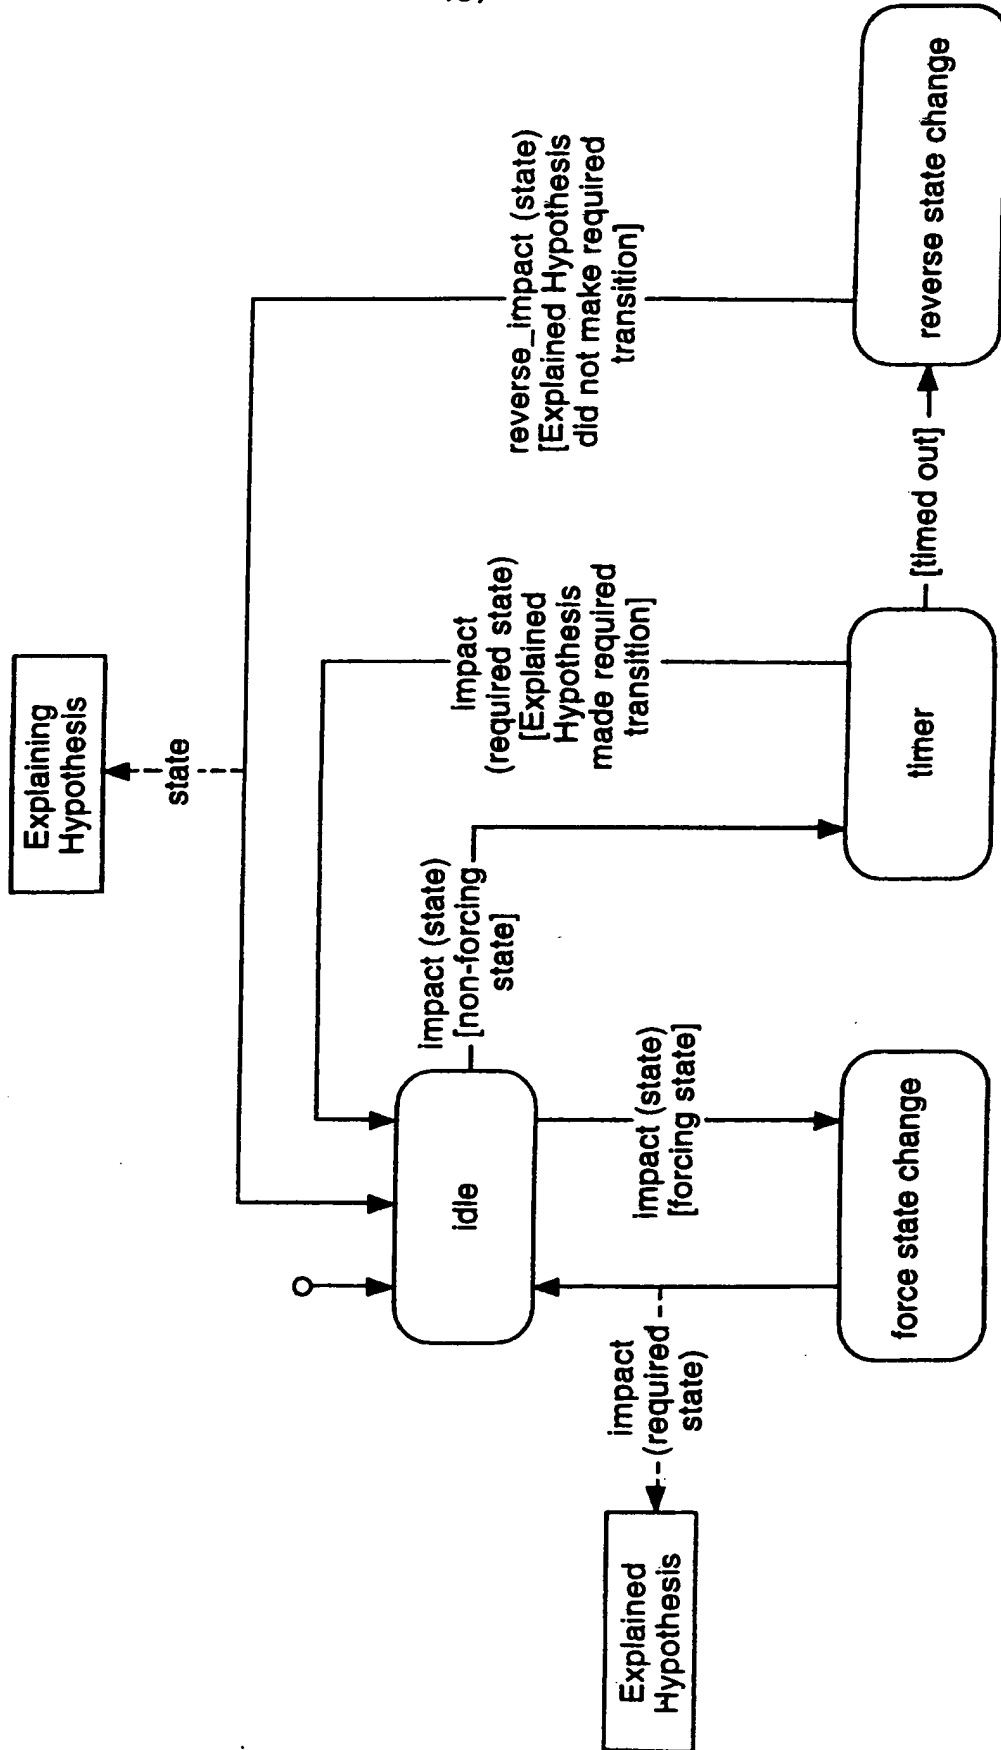 Explaining
Hypothesis
state
reverse_impact (state)
[Explained Hypothesis
did not make required
transition]
impact
(required state)
[Explained
Hypothesis
made required
transition]
impact (state)
[non-forcing
state]
idle
impact (state)
[forcing state]
impact
(required
state)
Explained
Hypothesis
force state change
timer
[timed out]
reverse state change